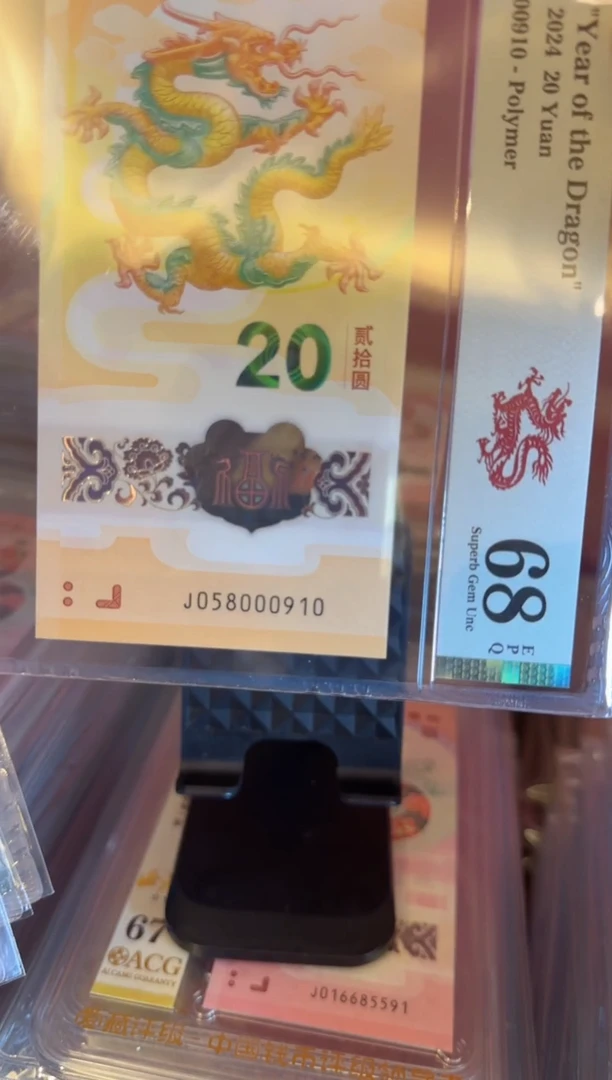 "Year of the Dragon"
2024 20 Yuan
00910 - Polymer
68
EPQ
Superb Gem Unc
20
贰拾圆
J058000910
67
ACG
J016685591